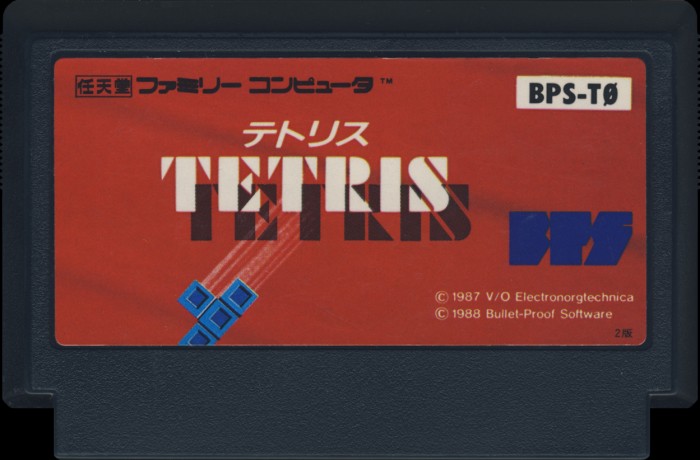 任天堂 ファミリー コンピュータ™
BPS-TØ
テトリス
TETRIS
BPS
© 1987 V/O Electronorgtechnica
© 1988 Bullet-Proof Software
2版